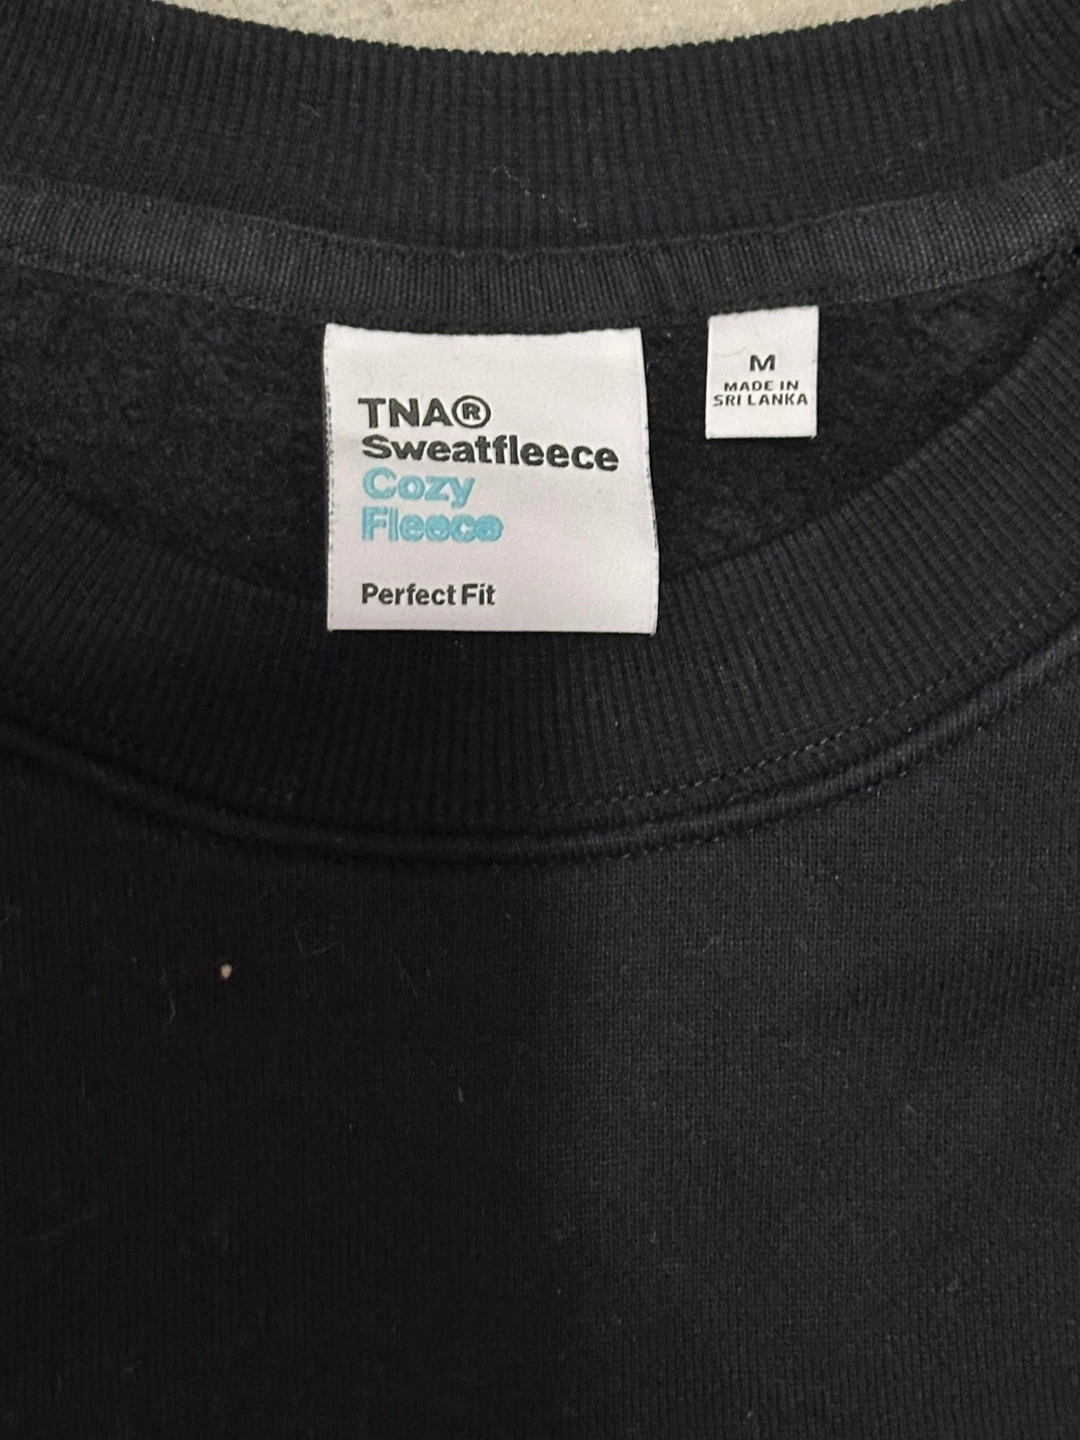 TNA®
Sweatfleece
Cozy
Fleece
Perfect Fit
M
MADE IN
SRI LANKA